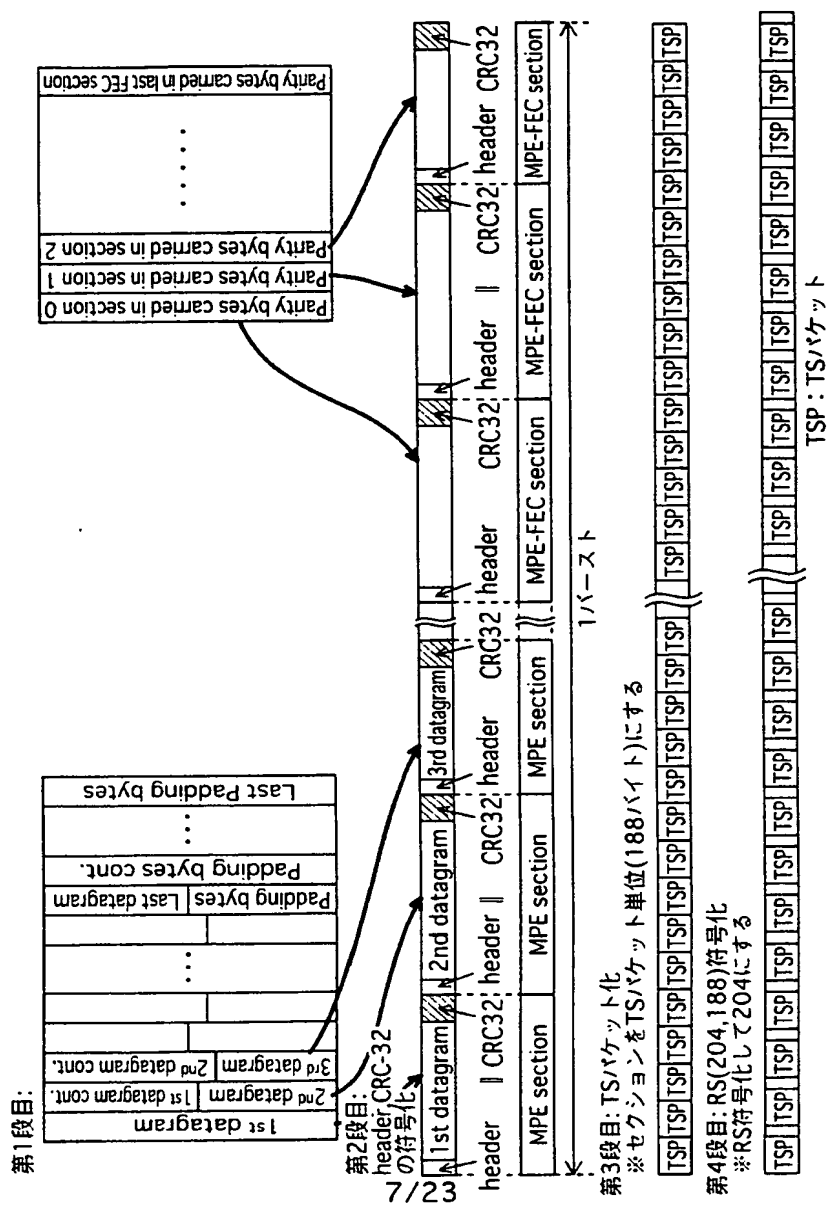 第1段目:
1st datagram
2nd datagram
1st datagram cont.
3rd datagram
2nd datagram cont.
...
Padding bytes
Last datagram
Padding bytes cont.
...
Last Padding bytes
Parity bytes carried in section 0
Parity bytes carried in section 1
Parity bytes carried in section 2
.....
Parity bytes carried in last FEC section
第2段目:
header,CRC-32
の符号化
1st datagram 2nd datagram 3rd datagram
header || CRC32 header || CRC32 header CRC32 header CRC32 header || CRC32 header CRC32
MPE section MPE section MPE section MPE-FEC section MPE-FEC section MPE-FEC section
1バースト
第3段目: TSパケット化
※セクションをTSパケット単位(188バイト)にする
TSP TSP TSP TSP TSP TSP TSP TSP TSP TSP TSP TSP TSP TSP TSP TSP TSP TSP TSP TSP TSP TSP TSP TSP
第4段目: RS(204,188)符号化
※RS符号化して204にする
TSP TSP TSP TSP TSP TSP TSP TSP TSP TSP TSP TSP TSP TSP TSP TSP TSP TSP TSP TSP TSP TSP TSP TSP
TSP：TSパケット
7/23